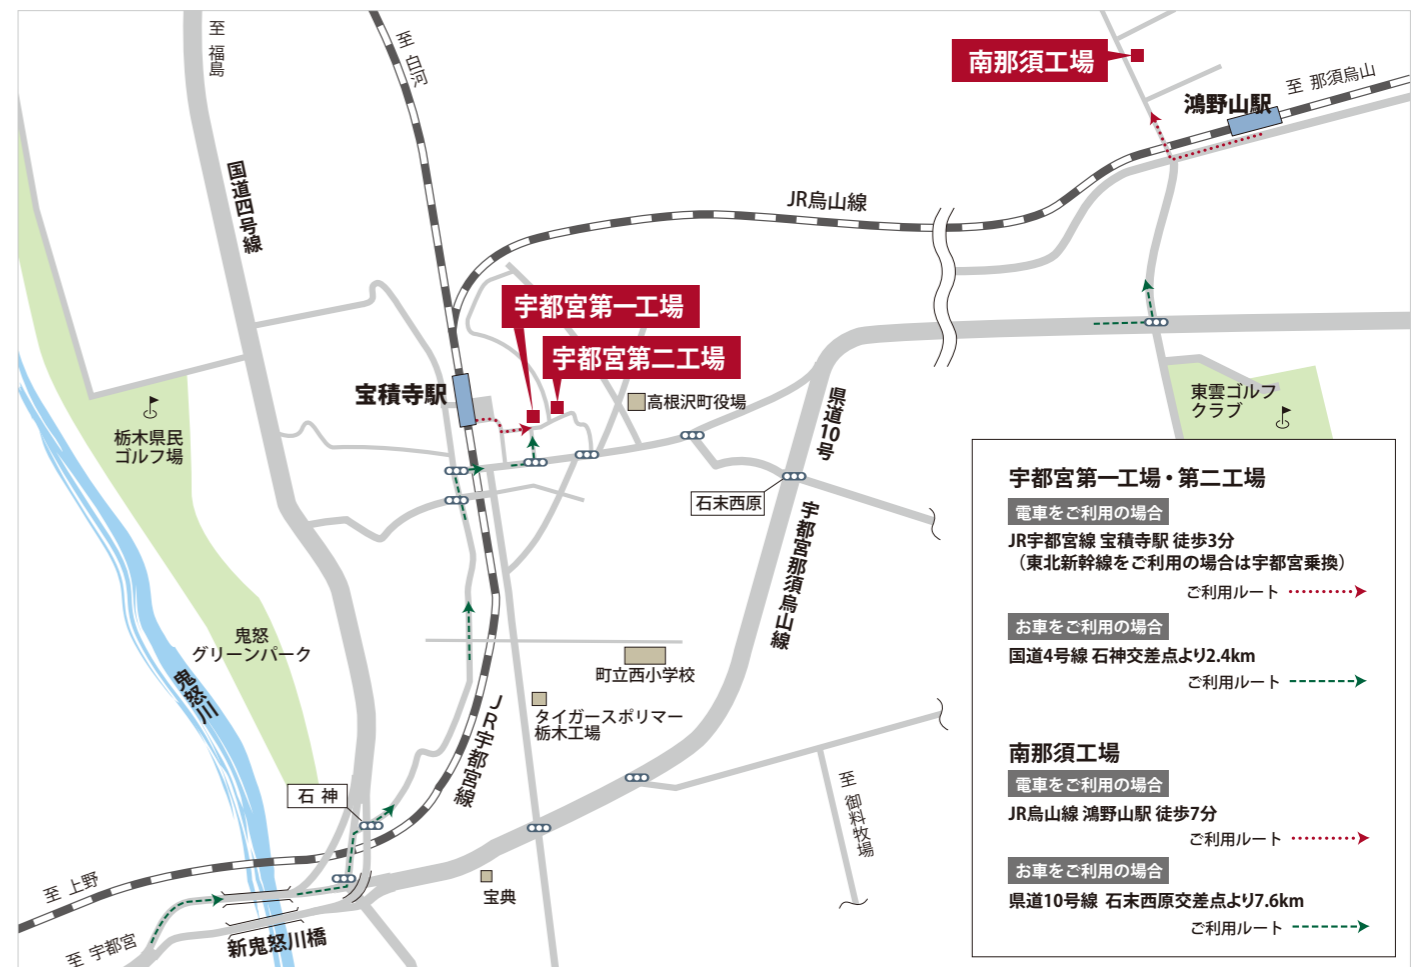 至 福島
至 白河
南那須工場
至 那須烏山
鴻野山駅
国道四号線
JR烏山線
宇都宮第一工場
宇都宮第二工場
宝積寺駅
高根沢町役場
県道10号
東雲ゴルフ
クラブ
栃木県民
ゴルフ場
石末西原
宇都宮那須烏山線
鬼怒
グリーンパーク
鬼怒川
町立西小学校
タイガースポリマー
栃木工場
JR宇都宮線
石神
至 御料牧場
至 上野
宝典
至 宇都宮
新鬼怒川橋
宇都宮第一工場・第二工場
電車をご利用の場合
JR宇都宮線 宝積寺駅 徒歩3分
（東北新幹線をご利用の場合は宇都宮乗換）
ご利用ルート
お車をご利用の場合
国道4号線 石神交差点より2.4km
ご利用ルート
南那須工場
電車をご利用の場合
JR烏山線 鴻野山駅 徒歩7分
ご利用ルート
お車をご利用の場合
県道10号線 石末西原交差点より7.6km
ご利用ルート